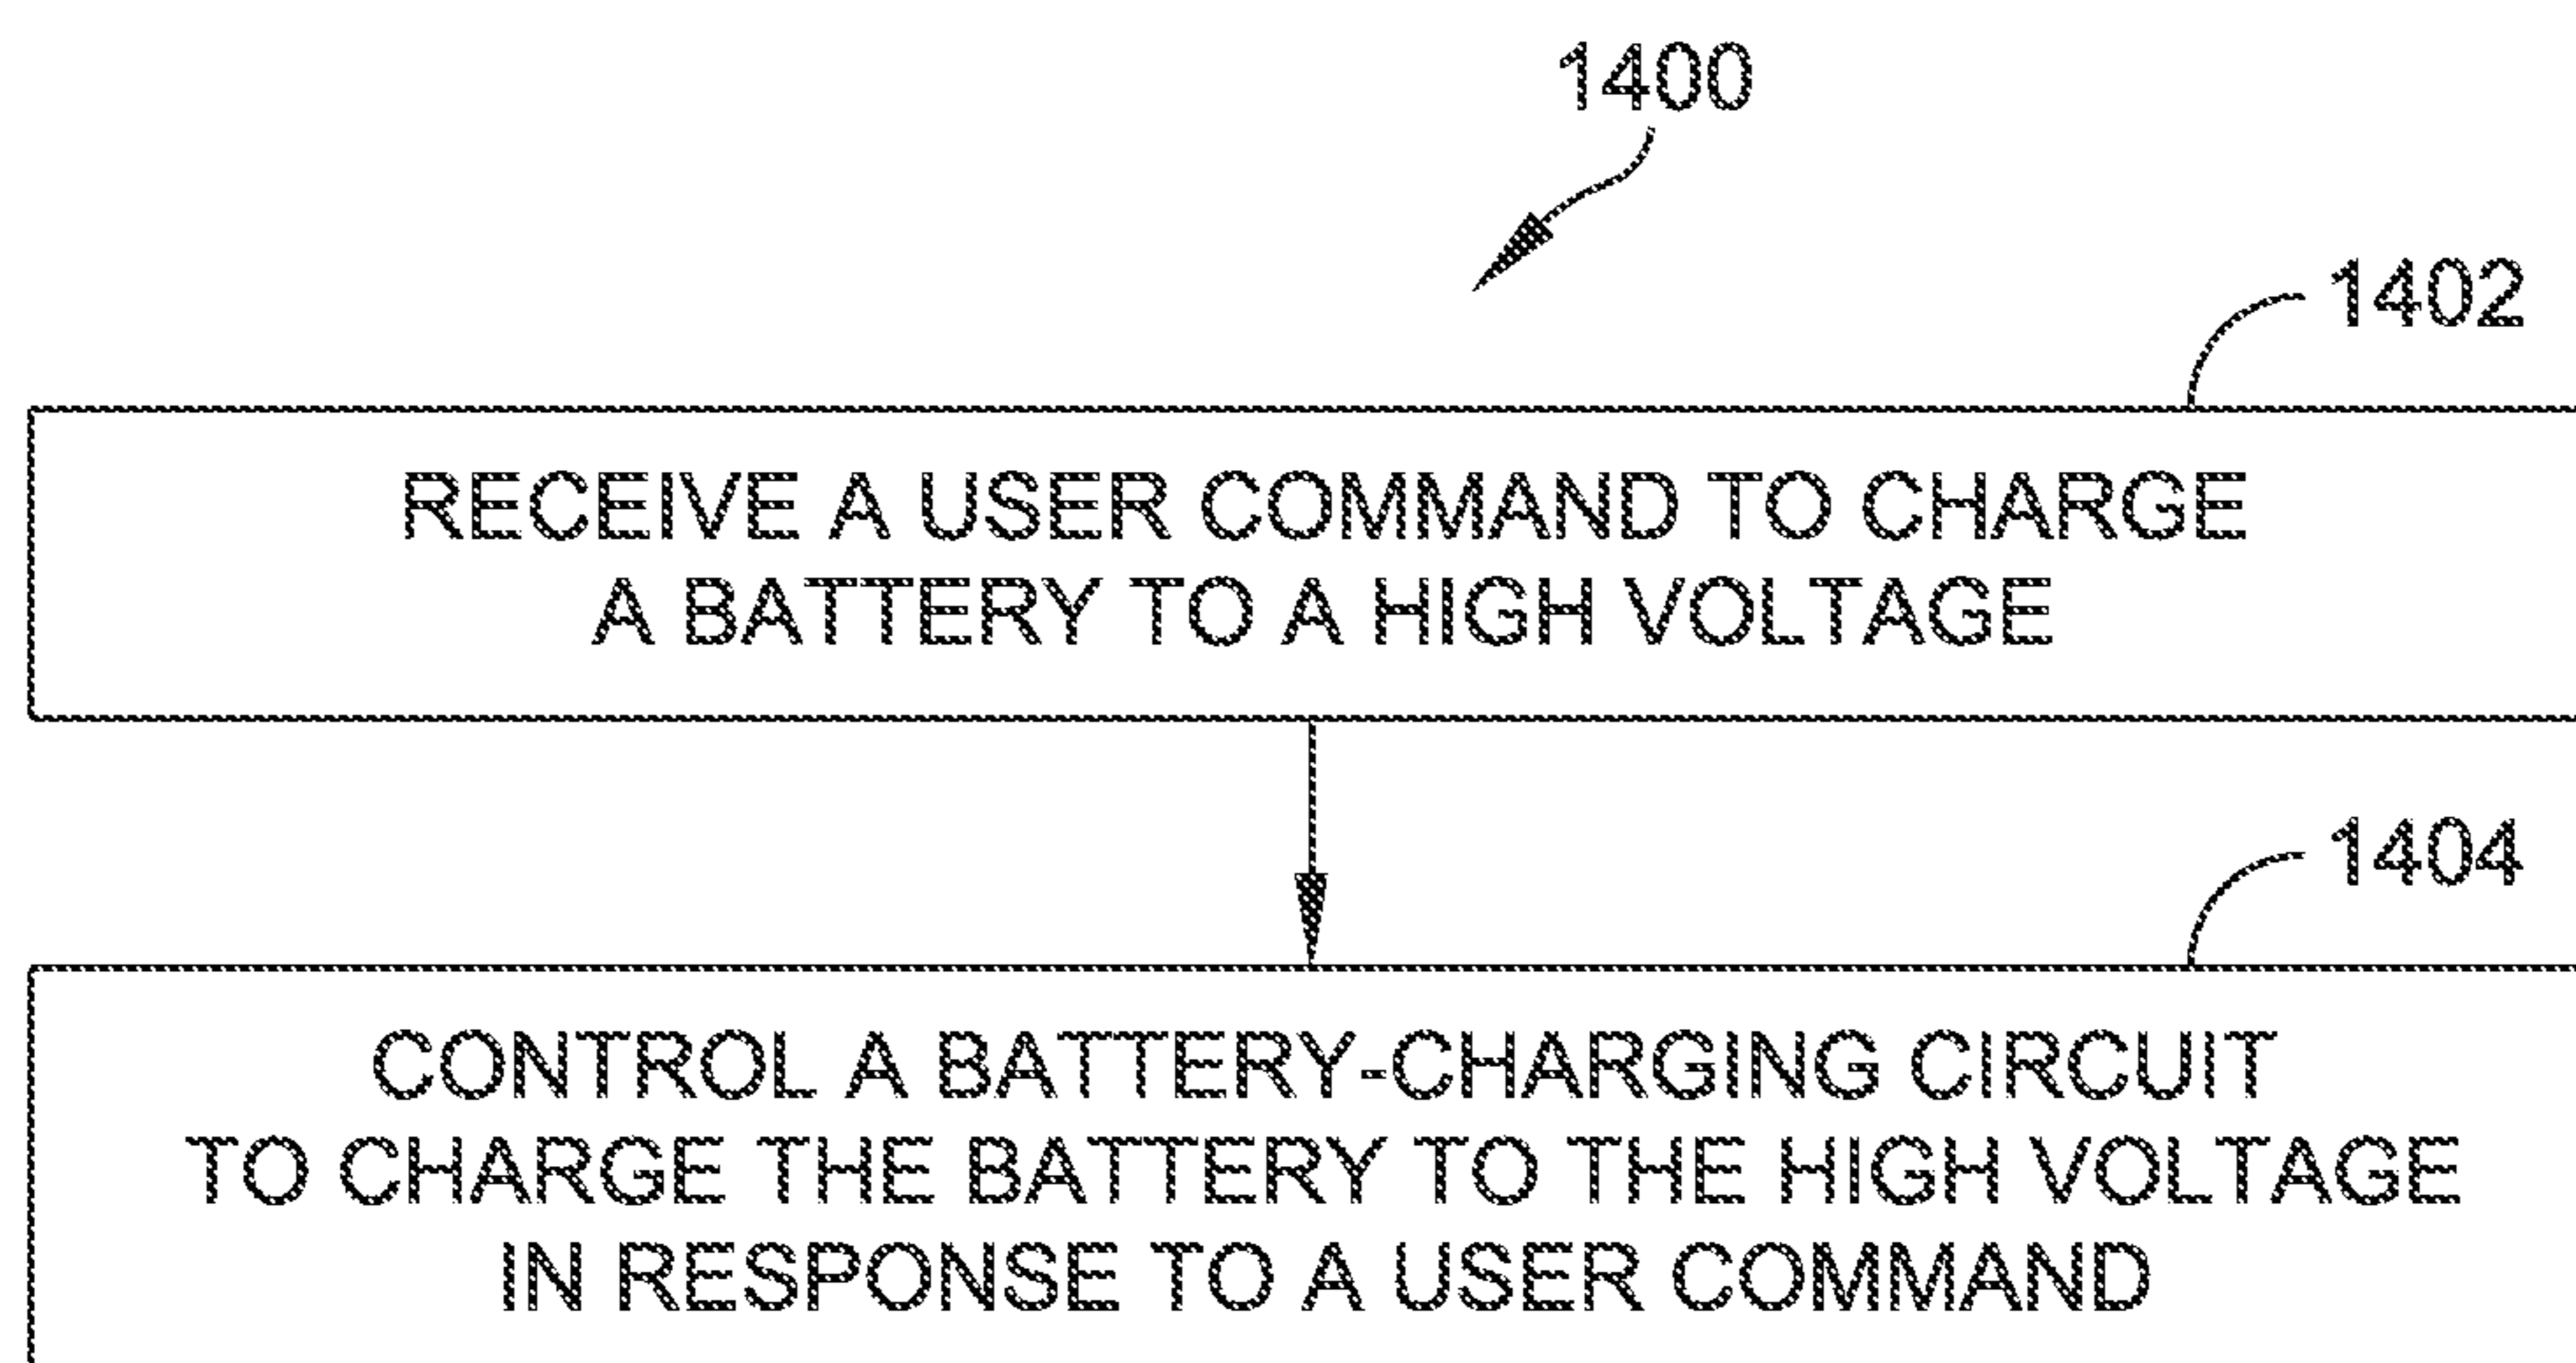 1400
1402
RECEIVE A USER COMMAND TO CHARGE
A BATTERY TO A HIGH VOLTAGE
1404
CONTROL A BATTERY-CHARGING CIRCUIT
TO CHARGE THE BATTERY TO THE HIGH VOLTAGE
IN RESPONSE TO A USER COMMAND